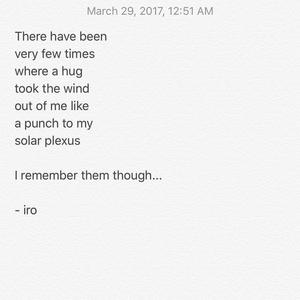 March 29, 2017, 12:51 AM
There have been
very few times
where a hug
took the wind
out of me like
a punch to my
solar plexus
I remember them though...
- iro